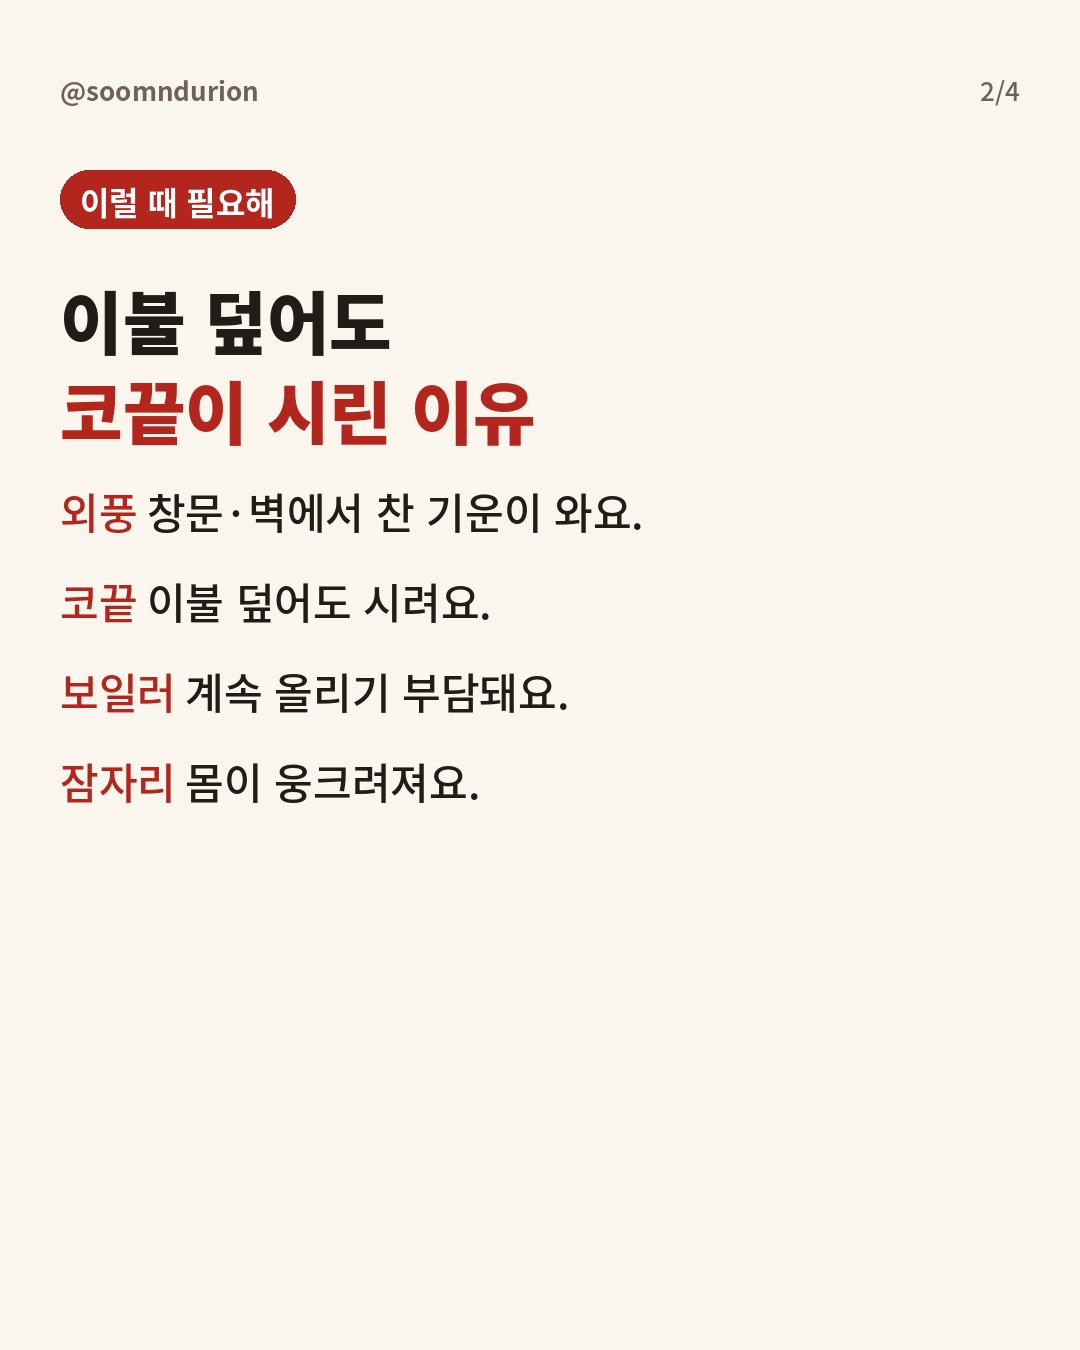 @soomndurion
2/4
이럴 때 필요해
이불 덮어도
코끝이 시린 이유
외풍 창문·벽에서 찬 기운이 와요.
코끝 이불 덮어도 시려요.
보일러 계속 올리기 부담돼요.
잠자리 몸이 웅크려져요.